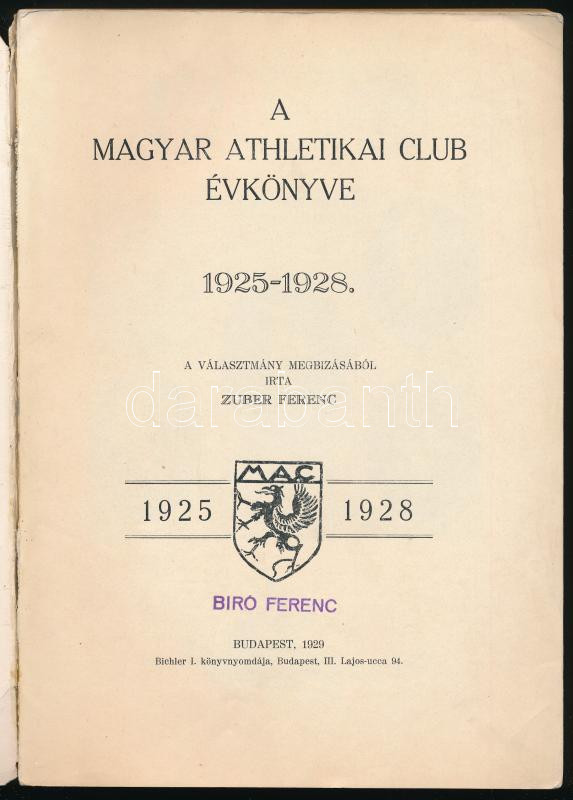 A
MAGYAR ATHLETIKAI CLUB
ÉVKÖNYVE
1925-1928.
A VÁLASZTMÁNY MEGBIZÁSÁBÓL
IRTA
ZUBER FERENC
darabanth
MAC
1925 1928
BIRÓ FERENC
BUDAPEST, 1929
Bichler I. könyvnyomdája, Budapest, III. Lajos-ucca 94.